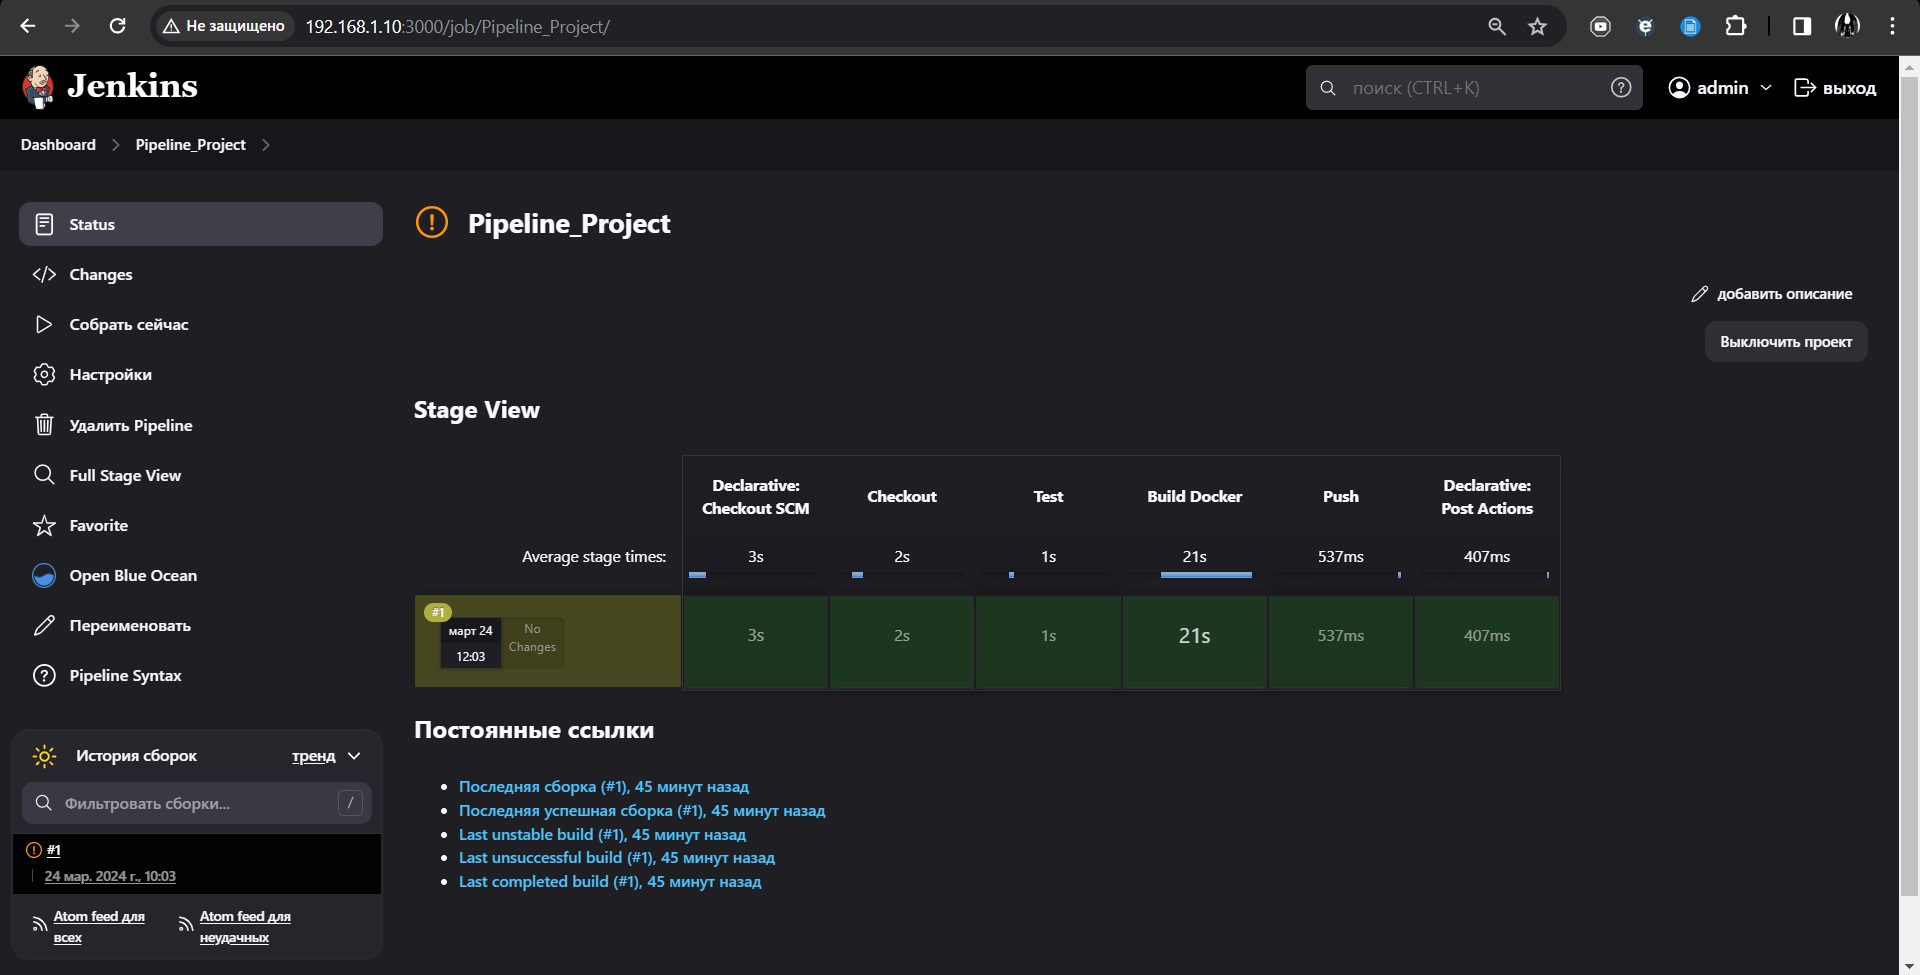 Не защищено
192.168.1.10:3000/job/Pipeline_Project/
Jenkins
поиск (CTRL+K)
admin
выход
Dashboard
Pipeline_Project
Status
Changes
Собрать сейчас
Настройки
Удалить Pipeline
Full Stage View
Favorite
Open Blue Ocean
Переименовать
Pipeline Syntax
История сборок
тренд
Фильтровать сборки...
/
#1
24 мар. 2024 г., 10:03
Atom feed для
всех
Atom feed для
неудачных
Pipeline_Project
добавить описание
Выключить проект
Stage View
Declarative:
Checkout SCM
Checkout
Test
Build Docker
Push
Declarative:
Post Actions
Average stage times:
3s
2s
1s
21s
537ms
407ms
#1
март 24
12:03
No
Changes
3s
2s
1s
21s
537ms
407ms
Постоянные ссылки
Последняя сборка (#1), 45 минут назад
Последняя успешная сборка (#1), 45 минут назад
Last unstable build (#1), 45 минут назад
Last unsuccessful build (#1), 45 минут назад
Last completed build (#1), 45 минут назад